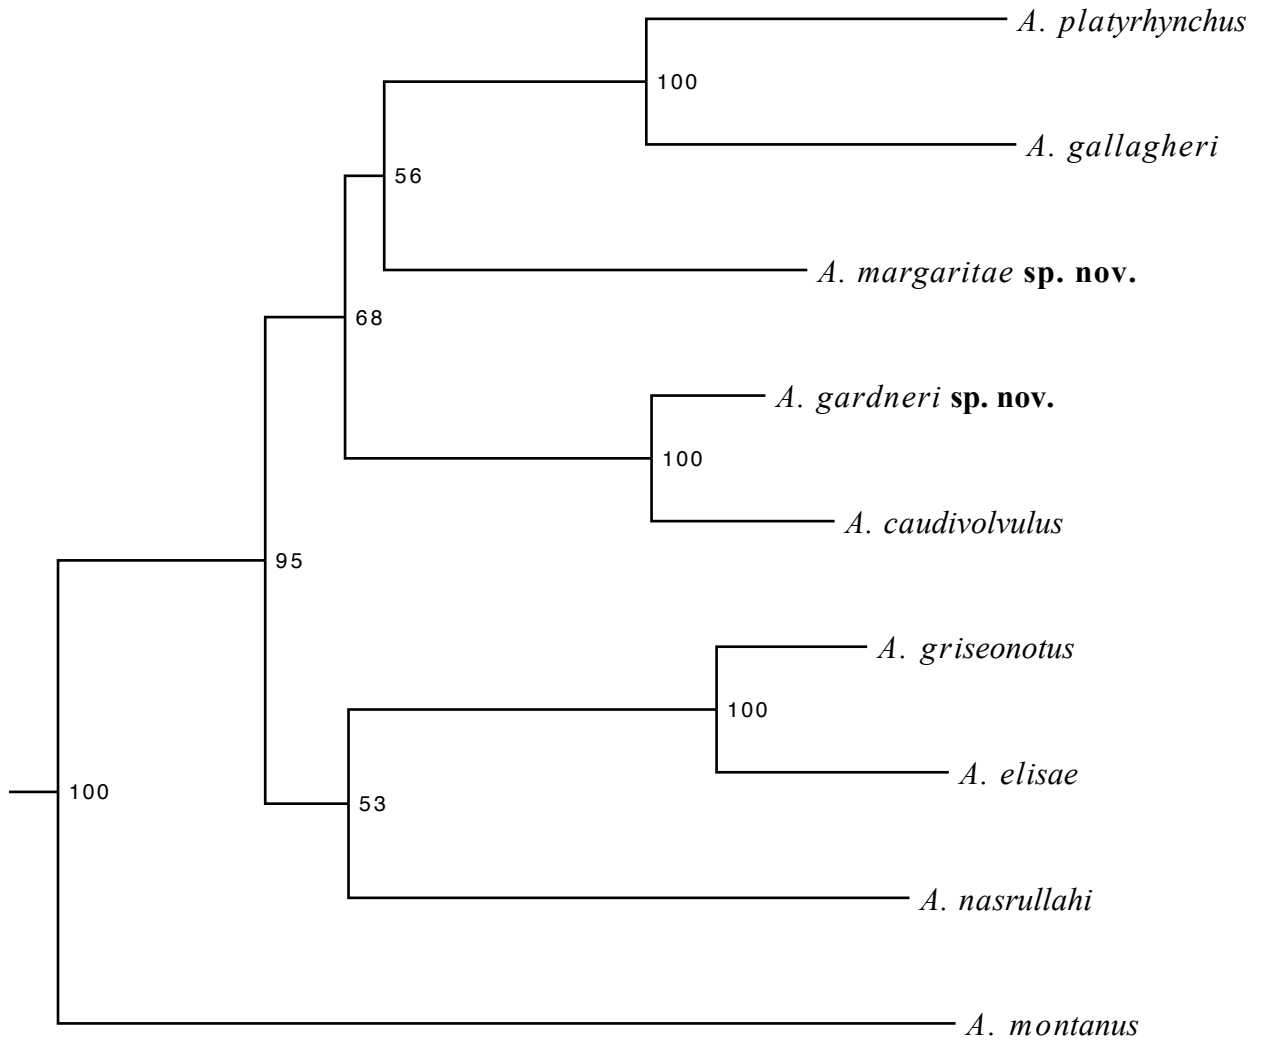 A. platyrhynchus
100
A. gallagheri
56
A. margaritae sp. nov.
68
A. gardneri sp. nov.
100
A. caudivolvulus
95
A. griseonotus
100
A. elisae
100
53
A. nasrullahi
A. montanus